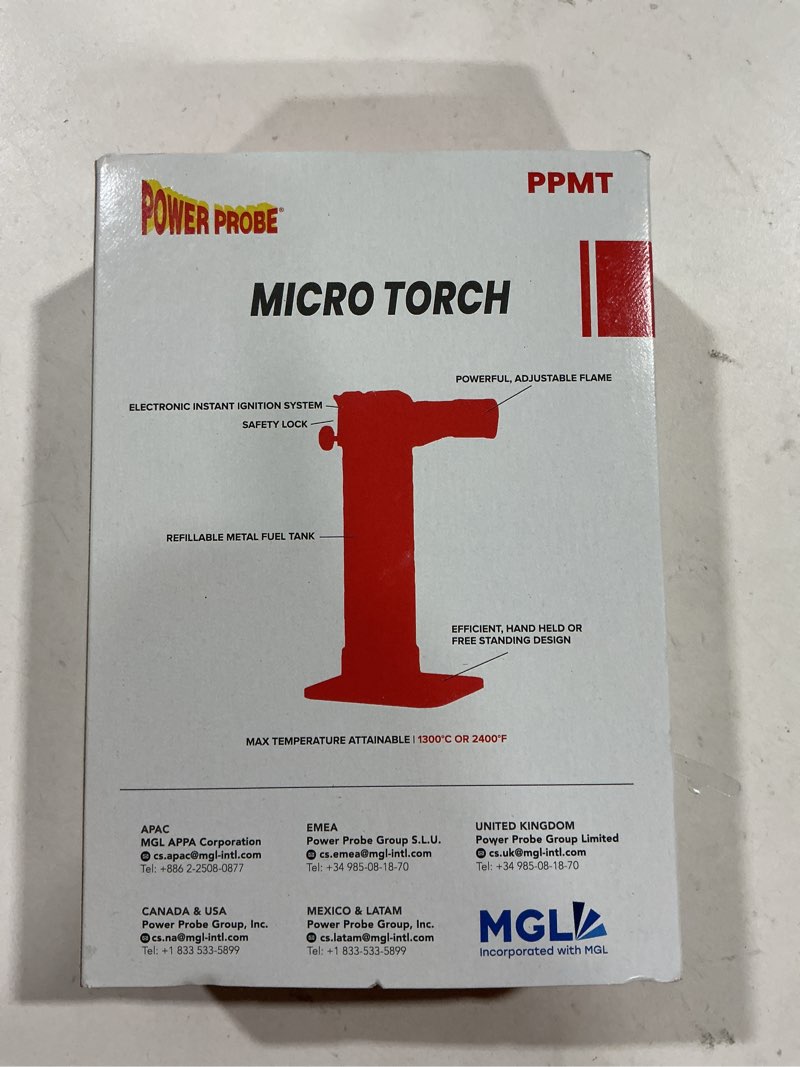 POWER PROBE®
PPMT
MICRO TORCH
POWERFUL, ADJUSTABLE FLAME
ELECTRONIC INSTANT IGNITION SYSTEM
SAFETY LOCK
REFILLABLE METAL FUEL TANK
EFFICIENT, HAND HELD OR
FREE STANDING DESIGN
MAX TEMPERATURE ATTAINABLE | 1300°C OR 2400°F
APAC
MGL APPA Corporation
cs.apac@mgl-intl.com
Tel: +886 2-2508-0877
EMEA
Power Probe Group S.L.U.
cs.emea@mgl-intl.com
Tel: +34 985-08-18-70
UNITED KINGDOM
Power Probe Group Limited
cs.uk@mgl-intl.com
Tel: +34 985-08-18-70
CANADA & USA
Power Probe Group, Inc.
cs.na@mgl-intl.com
Tel: +1 833 533-5899
MEXICO & LATAM
Power Probe Group, Inc.
cs.latam@mgl-intl.com
Tel: +1 833-533-5899
MGL
Incorporated with MGL